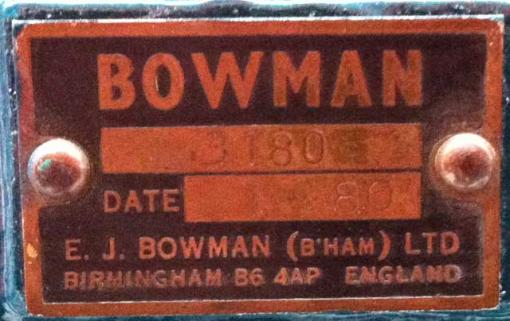 BOWMAN
3180
DATE 80
E. J. BOWMAN (B'HAM) LTD
BIRMINGHAM B6 4AP ENGLAND